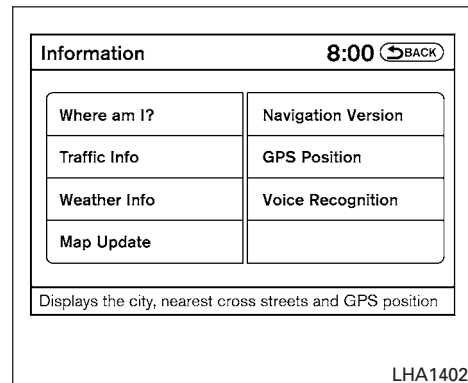 Information 8:00 BACK
Where am I? Navigation Version
Traffic Info GPS Position
Weather Info Voice Recognition
Map Update
Displays the city, nearest cross streets and GPS position
LHA1402